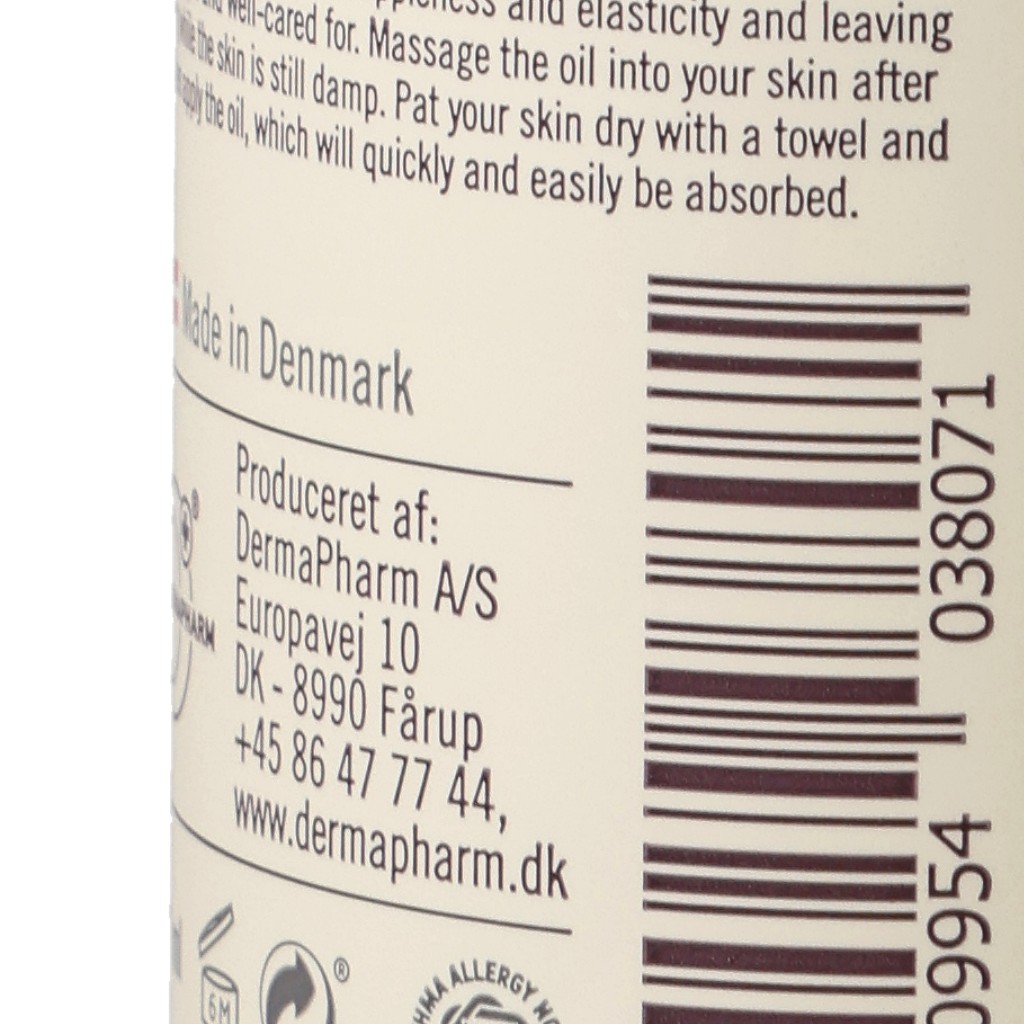 and elasticity and leaving
well-cared for. Massage the oil into your skin after
the skin is still damp. Pat your skin dry with a towel and
apply the oil, which will quickly and easily be absorbed.
Made in Denmark
Produceret af:
DermaPharm A/S
Europavej 10
DK - 8990 Fårup
+45 86 47 77 44,
www.dermapharm.dk
6M
®
ALLERGY
09954 038071